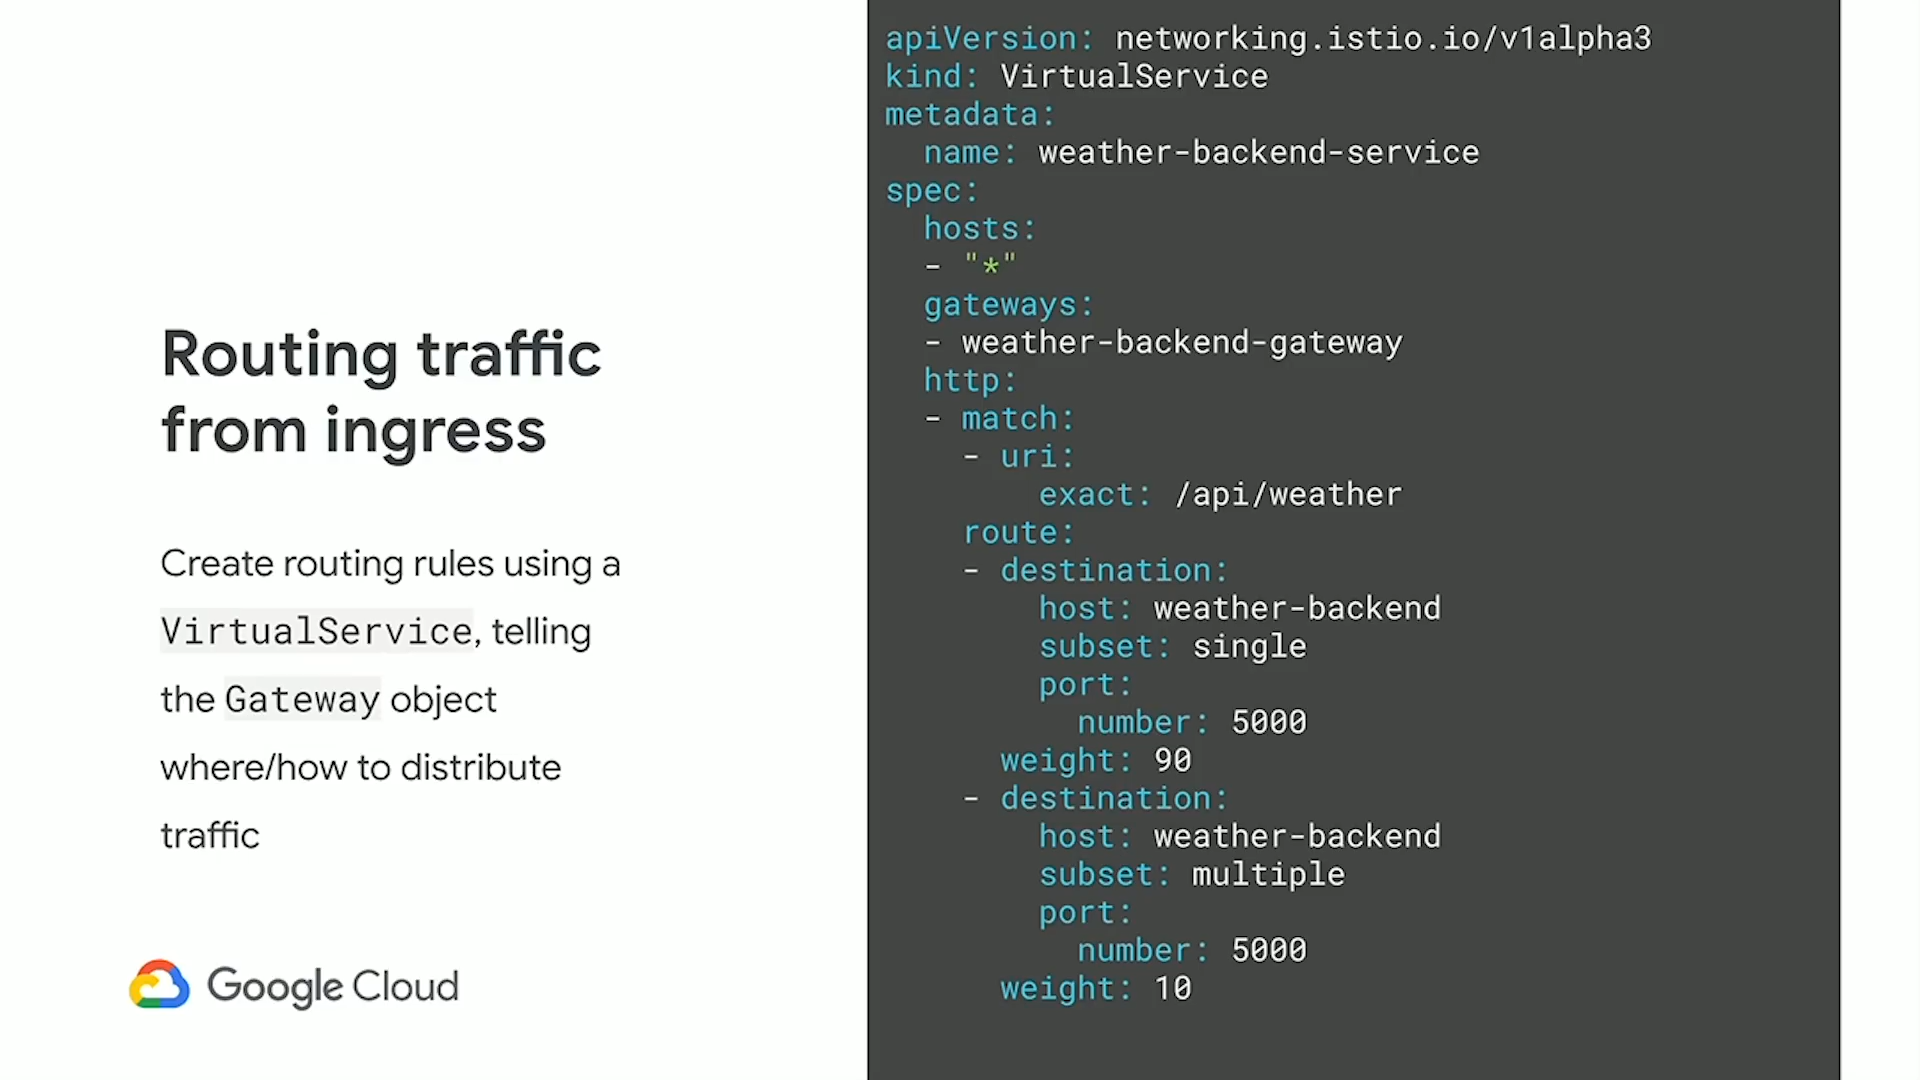 Routing traffic
from ingress
Create routing rules using a
VirtualService, telling
the Gateway object
where/how to distribute
traffic
Google Cloud
apiVersion: networking.istio.io/v1alpha3
kind: VirtualService
metadata:
  name: weather-backend-service
spec:
  hosts:
  - "*"
  gateways:
  - weather-backend-gateway
  http:
  - match:
    - uri:
        exact: /api/weather
    route:
    - destination:
        host: weather-backend
        subset: single
        port:
          number: 5000
      weight: 90
    - destination:
        host: weather-backend
        subset: multiple
        port:
          number: 5000
      weight: 10